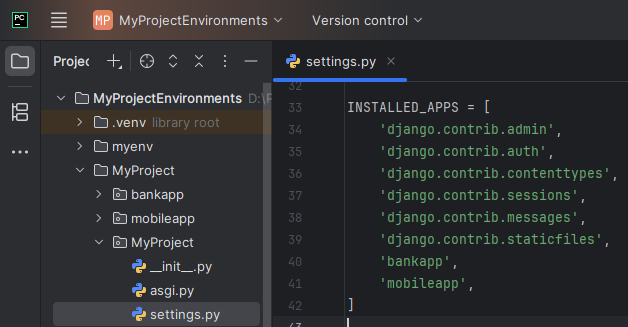 PC MP MyProjectEnvironments Version control
Project
settings.py
MyProjectEnvironments D:\P
.venv library root
myenv
MyProject
bankapp
mobileapp
MyProject
__init__.py
asgi.py
settings.py
32
33 INSTALLED_APPS = [
34 'django.contrib.admin',
35 'django.contrib.auth',
36 'django.contrib.contenttypes',
37 'django.contrib.sessions',
38 'django.contrib.messages',
39 'django.contrib.staticfiles',
40 'bankapp',
41 'mobileapp',
42 ]
43